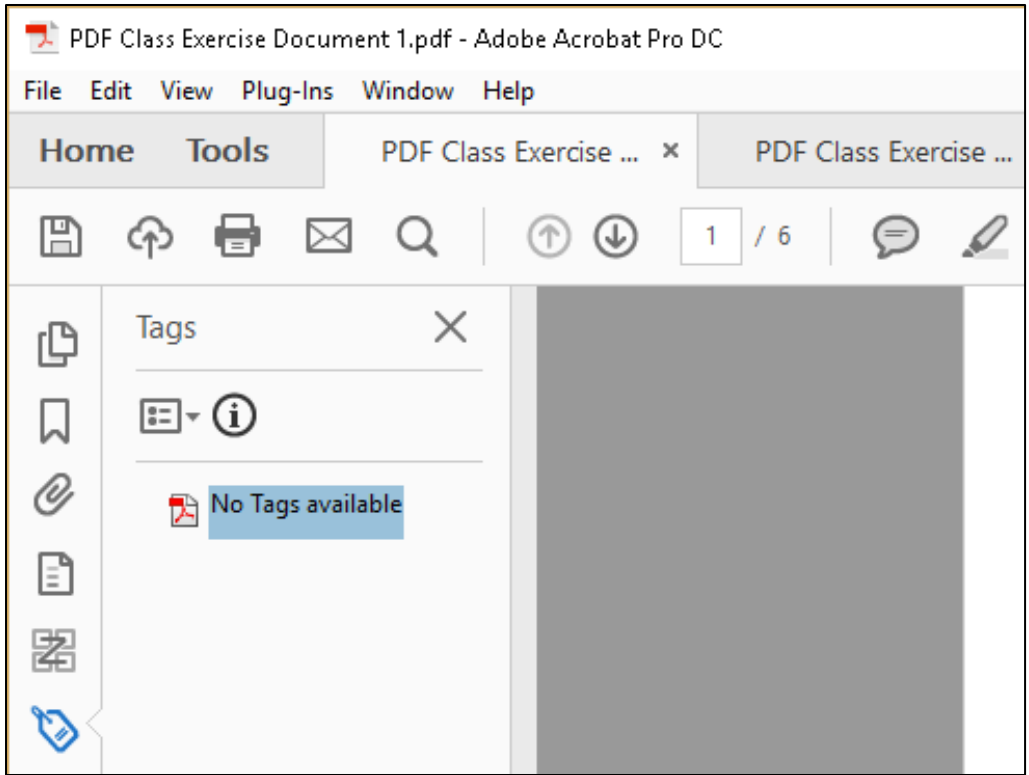 PDF Class Exercise Document 1.pdf - Adobe Acrobat Pro DC
File Edit View Plug-Ins Window Help
Home Tools PDF Class Exercise ... × PDF Class Exercise ...
1 / 6
Tags
No Tags available